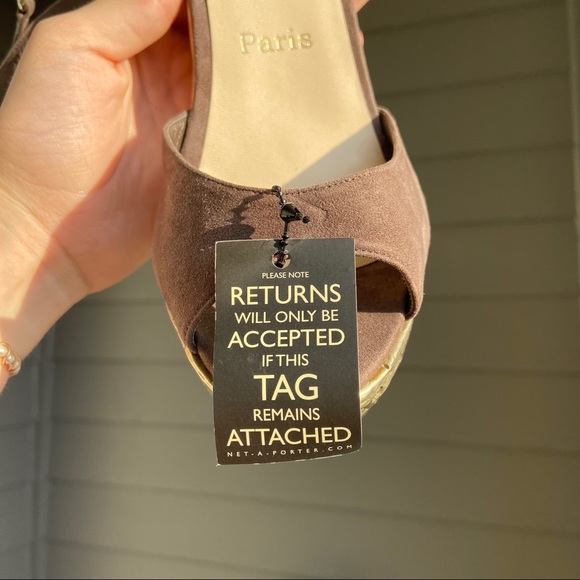 Paris
PLEASE NOTE
RETURNS
WILL ONLY BE
ACCEPTED
IF THIS
TAG
REMAINS
ATTACHED
NET-A-PORTER.COM